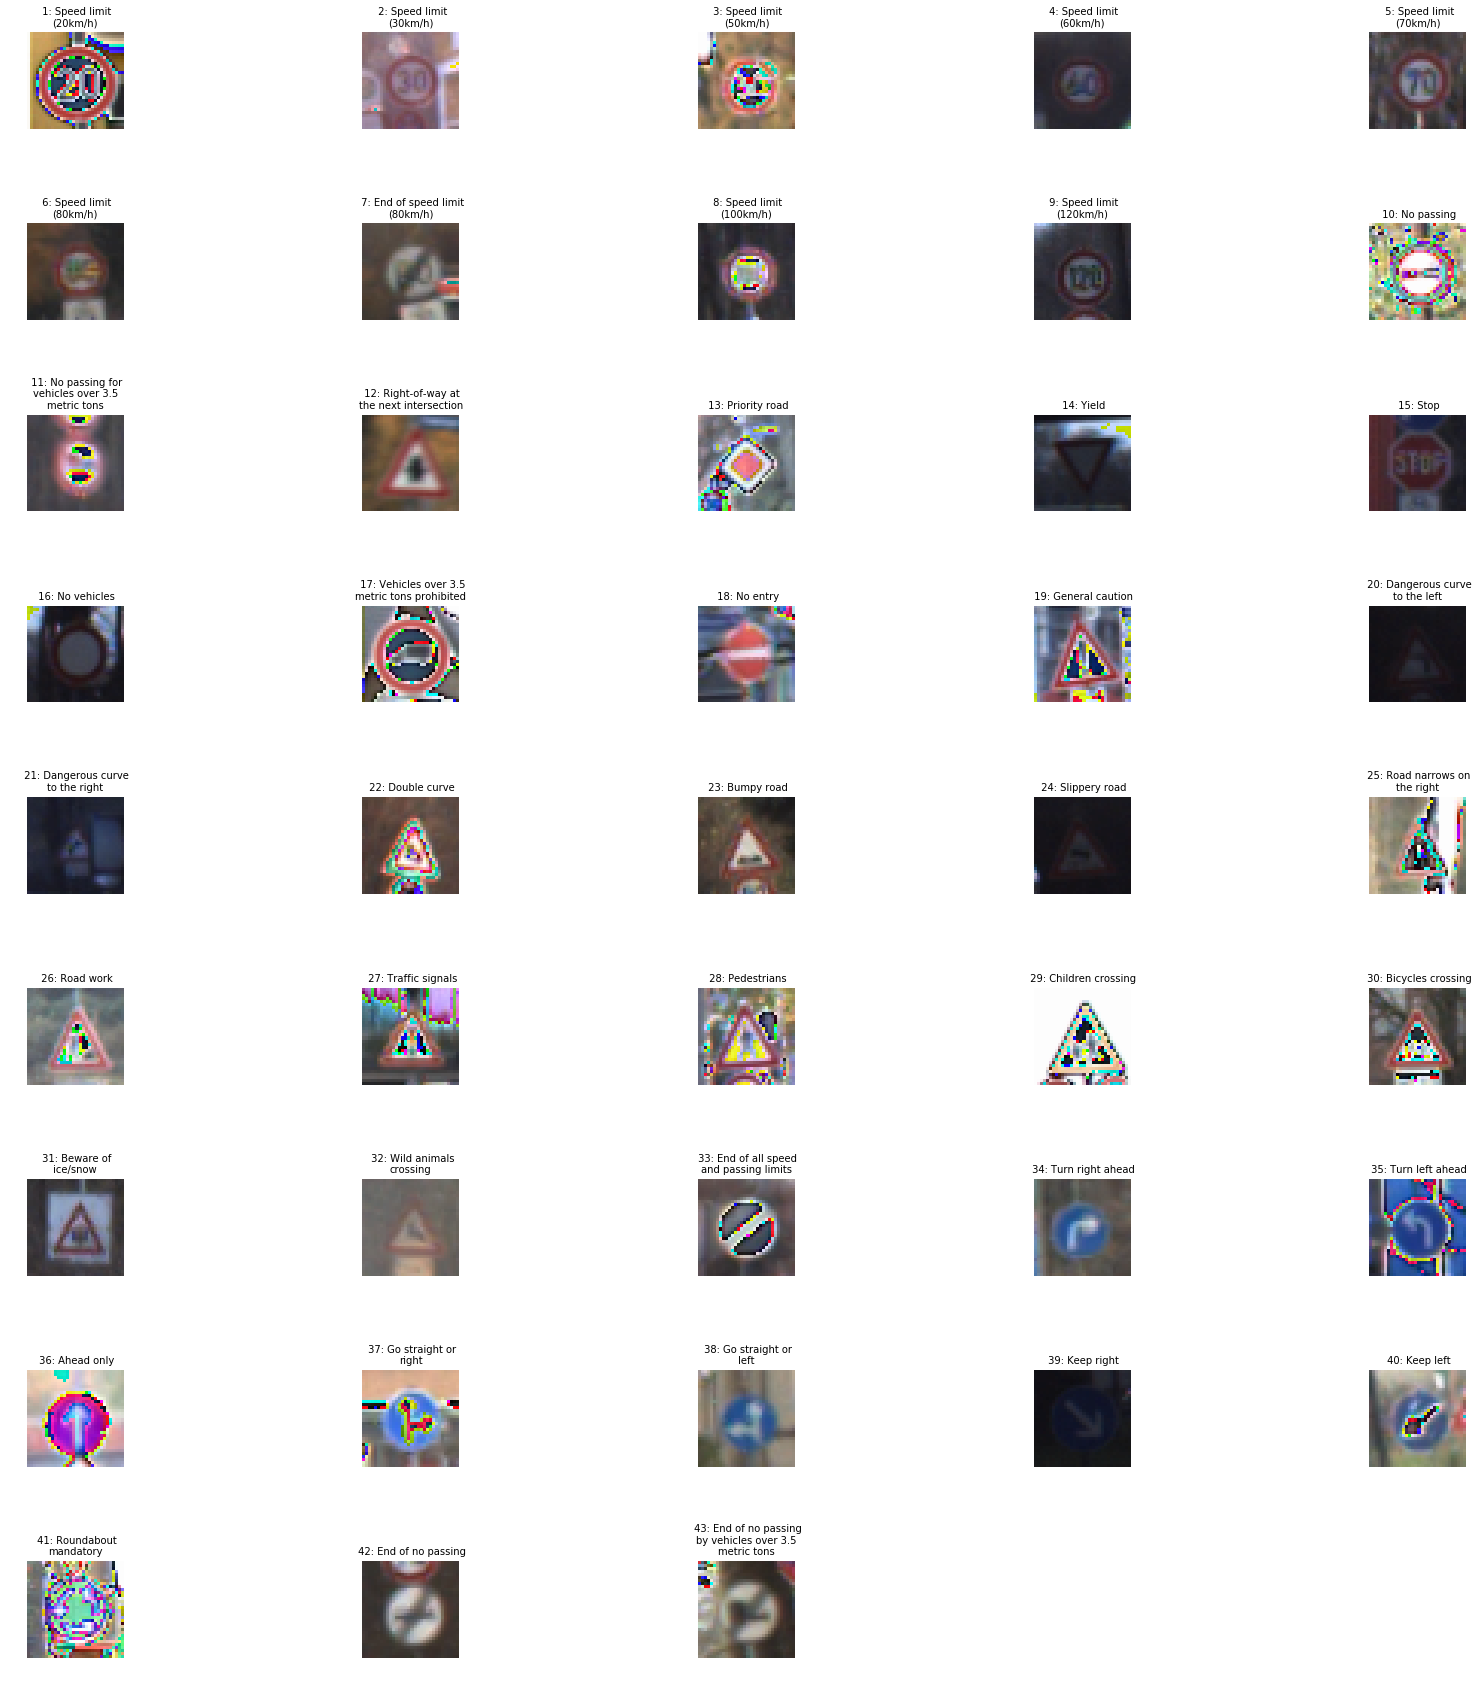 1: Speed limit
(20km/h)
2: Speed limit
(30km/h)
3: Speed limit
(50km/h)
4: Speed limit
(60km/h)
5: Speed limit
(70km/h)
20
30
70
6: Speed limit
(80km/h)
7: End of speed limit
(80km/h)
8: Speed limit
(100km/h)
9: Speed limit
(120km/h)
10: No passing
11: No passing for
vehicles over 3.5
metric tons
12: Right-of-way at
the next intersection
13: Priority road
14: Yield
15: Stop
STOP
16: No vehicles
17: Vehicles over 3.5
metric tons prohibited
18: No entry
19: General caution
20: Dangerous curve
to the left
21: Dangerous curve
to the right
22: Double curve
23: Bumpy road
24: Slippery road
25: Road narrows on
the right
26: Road work
27: Traffic signals
28: Pedestrians
29: Children crossing
30: Bicycles crossing
31: Beware of
ice/snow
32: Wild animals
crossing
33: End of all speed
and passing limits
34: Turn right ahead
35: Turn left ahead
36: Ahead only
37: Go straight or
right
38: Go straight or
left
39: Keep right
40: Keep left
41: Roundabout
mandatory
42: End of no passing
43: End of no passing
by vehicles over 3.5
metric tons